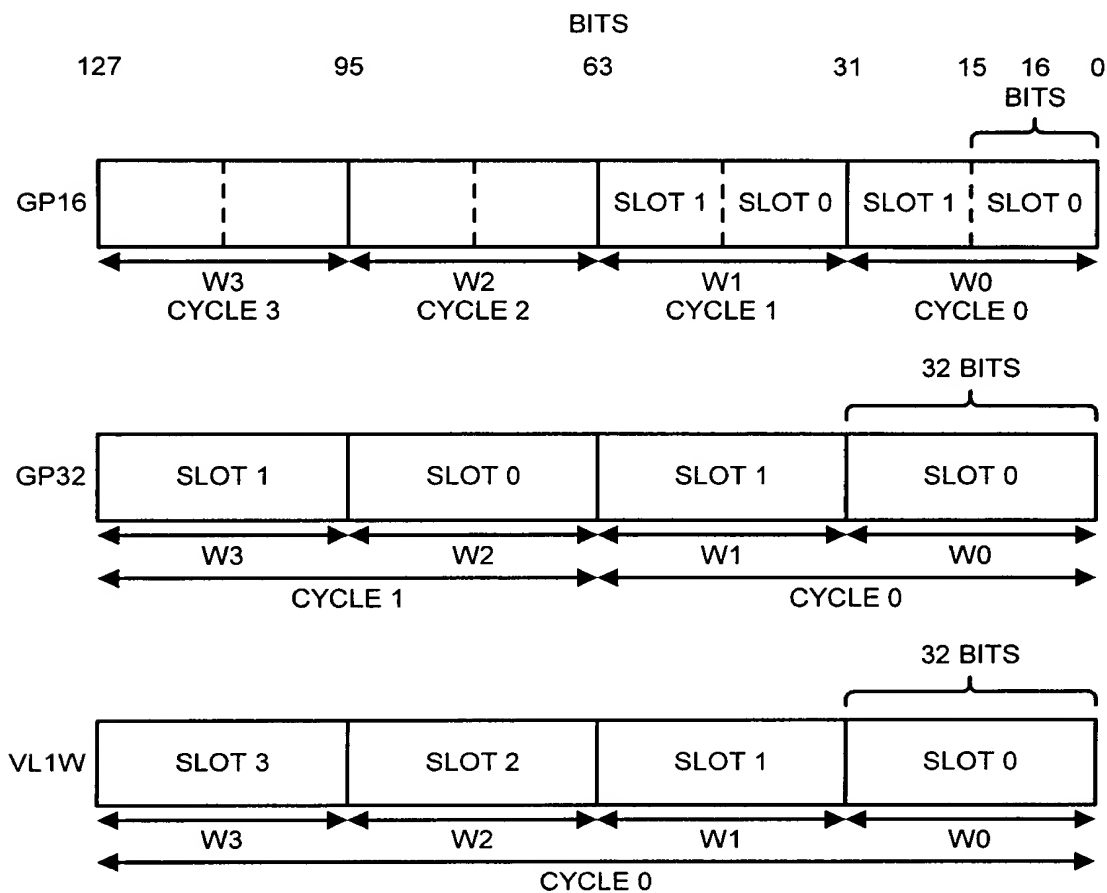 BITS
127 95 63 31 15 16 0
BITS
GP16 SLOT 1 SLOT 0 SLOT 1 SLOT 0
W3 W2 W1 W0
CYCLE 3 CYCLE 2 CYCLE 1 CYCLE 0
32 BITS
GP32 SLOT 1 SLOT 0 SLOT 1 SLOT 0
W3 W2 W1 W0
CYCLE 1 CYCLE 0
32 BITS
VL1W SLOT 3 SLOT 2 SLOT 1 SLOT 0
W3 W2 W1 W0
CYCLE 0